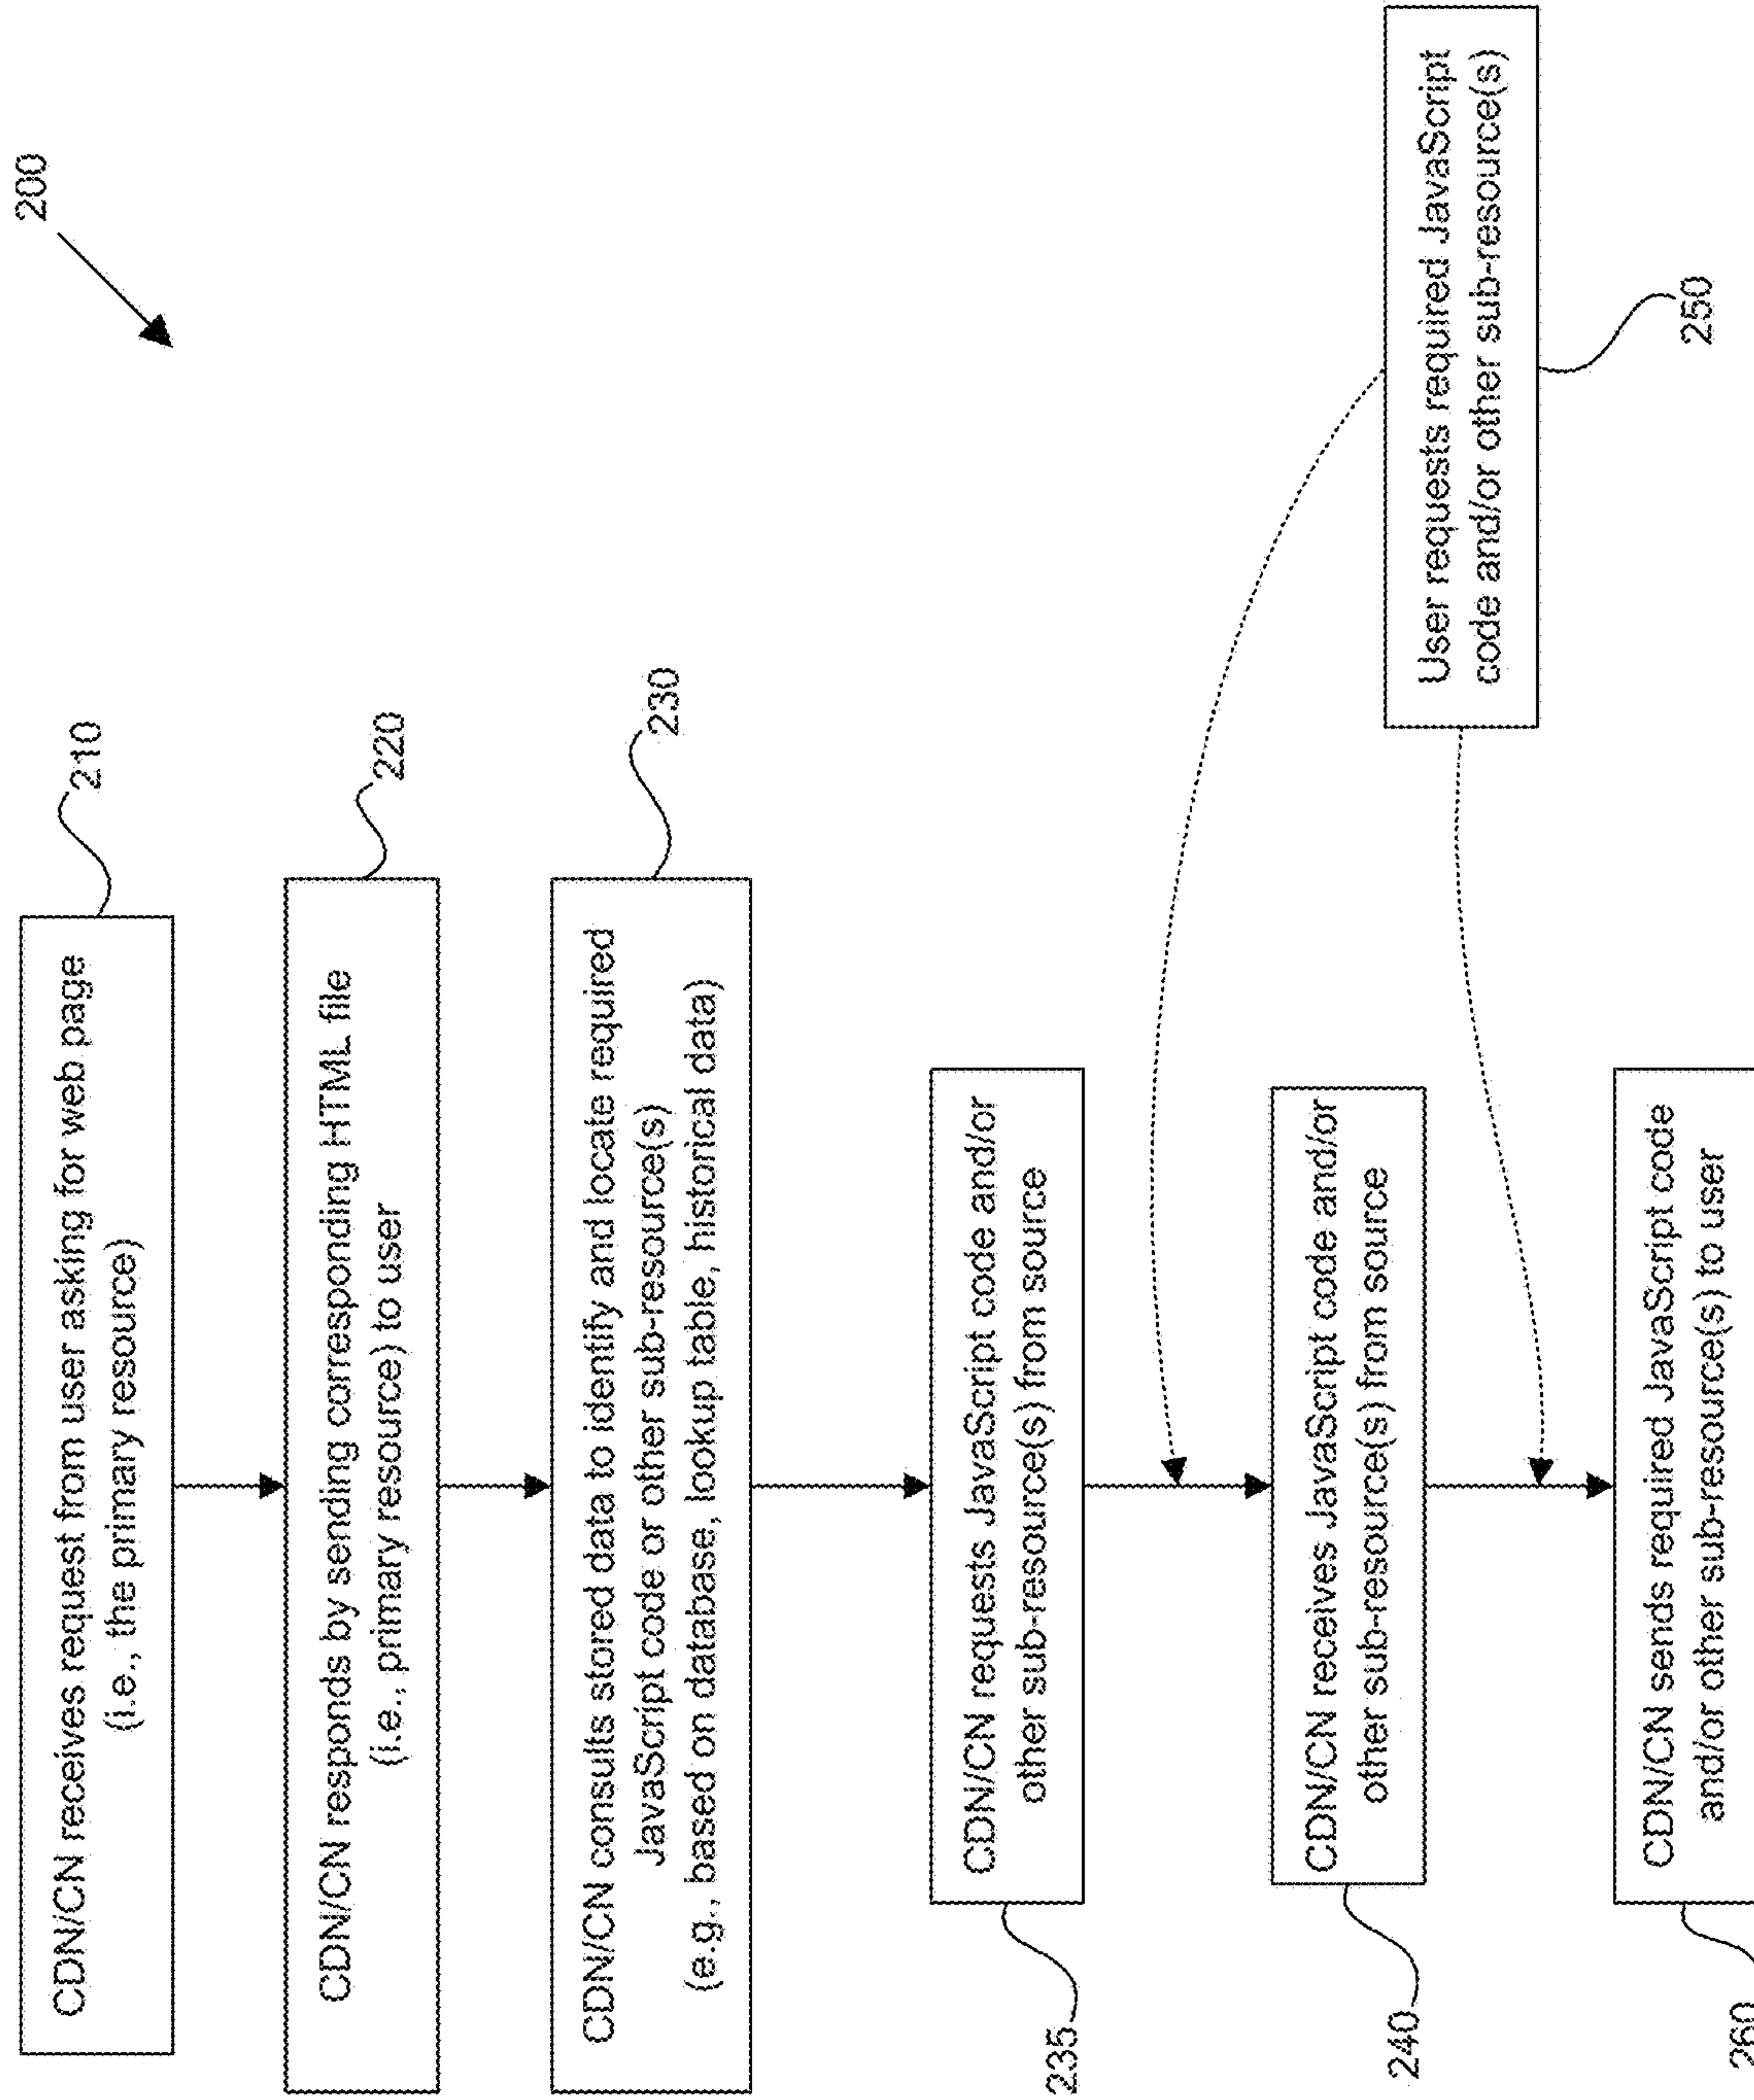 200
CDN/CN receives request from user asking for web page
(i.e., the primary resource)
210
CDN/CN responds by sending corresponding HTML file
(i.e., primary resource) to user
220
CDN/CN consults stored data to identify and locate required
JavaScript code or other sub-resource(s)
(e.g., based on database, lookup table, historical data)
230
CDN/CN requests JavaScript code and/or
other sub-resource(s) from source
235
CDN/CN receives JavaScript code and/or
other sub-resource(s) from source
240
User requests required JavaScript
code and/or other sub-resource(s)
250
CDN/CN sends required JavaScript code
and/or other sub-resource(s) to user
260